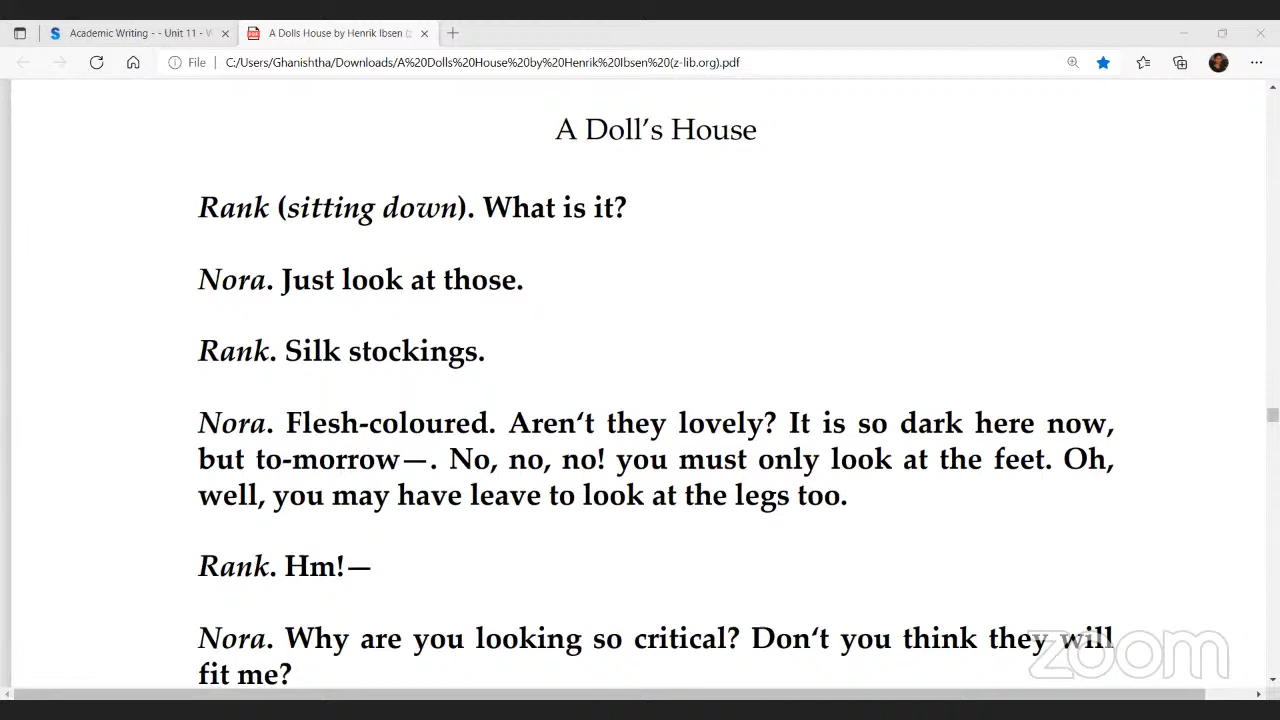 Academic Writing - - Unit 11 -
A Dolls House by Henrik Ibsen (
File
C:/Users/Ghanishtha/Downloads/A%20Dolls%20House%20by%20Henrik%20Ibsen%20(z-lib.org).pdf
A Doll's House
Rank (sitting down). What is it?
Nora. Just look at those.
Rank. Silk stockings.
Nora. Flesh-coloured. Aren‘t they lovely? It is so dark here now,
but to-morrow—. No, no, no! you must only look at the feet. Oh,
well, you may have leave to look at the legs too.
Rank. Hm!—
Nora. Why are you looking so critical? Don‘t you think they will
fit me?
zoom